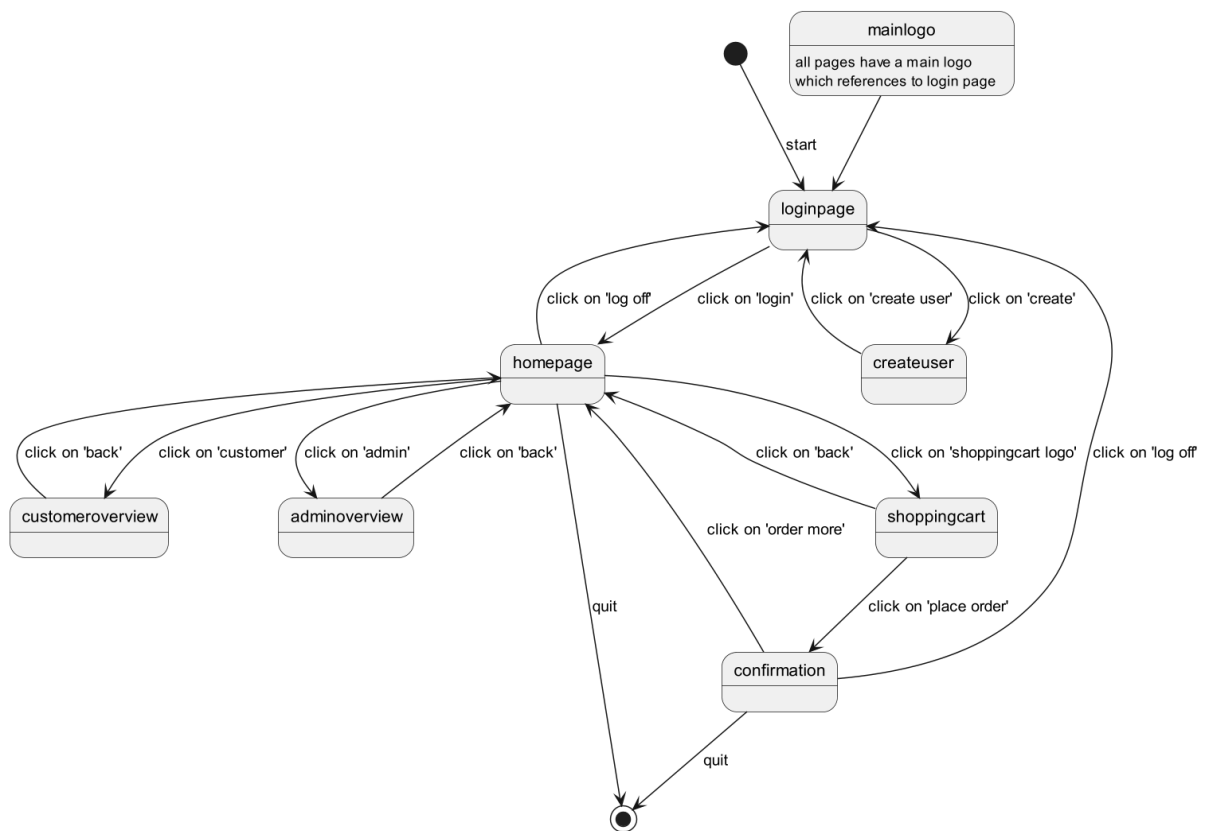 mainlogo
all pages have a main logo
which references to login page
start
loginpage
click on 'log off'
click on 'login'
click on 'create user'
click on 'create'
homepage
createuser
click on 'back'
click on 'customer'
click on 'admin'
click on 'back'
click on 'back'
click on 'shoppingcart logo'
click on 'log off'
customeroverview
adminoverview
shoppingcart
click on 'order more'
quit
click on 'place order'
confirmation
quit